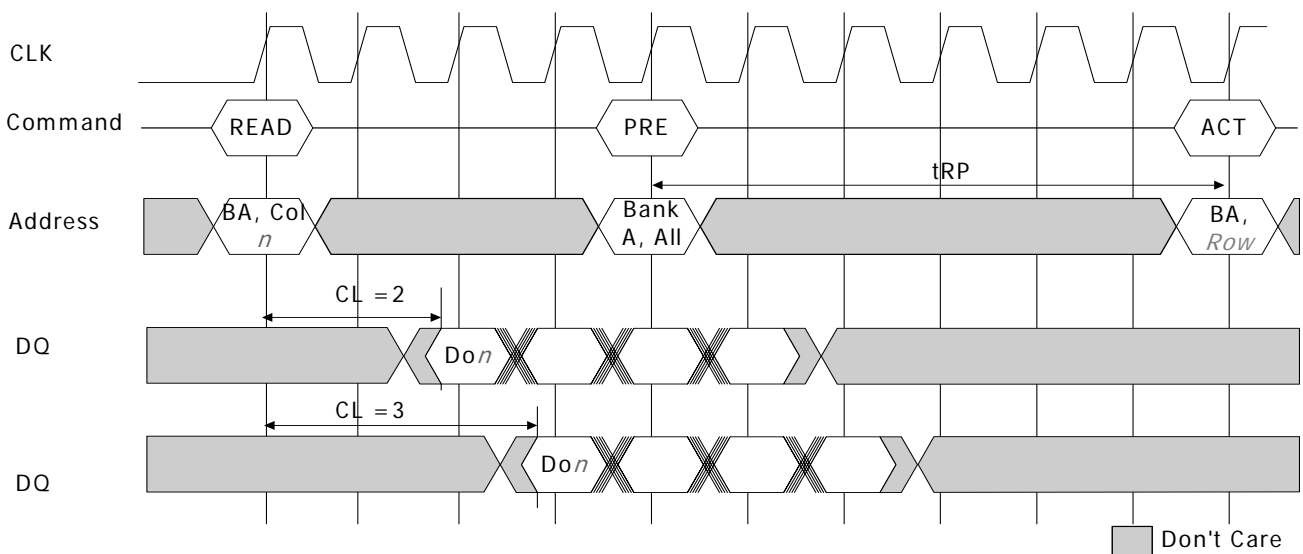 CLK
Command
READ
PRE
ACT
tRP
Address
BA, Col
n
Bank
A, All
BA,
Row
CL =2
DQ
Don
CL =3
DQ
Don
Don't Care